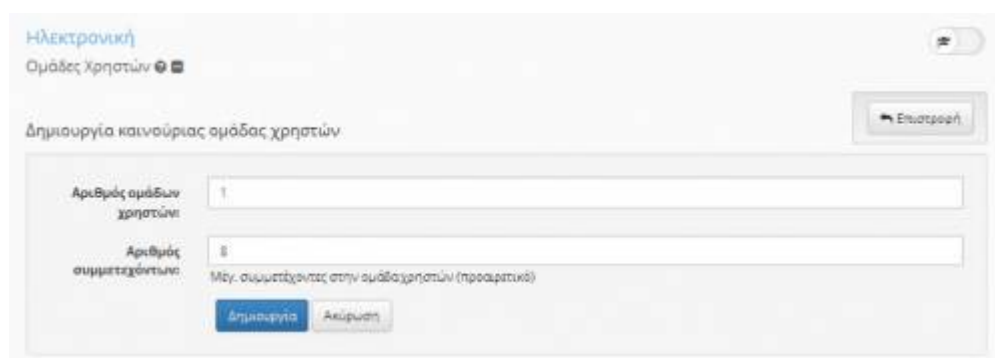 Ηλεκτρονική
Ομάδες Χρηστών
Επιστροφή
Δημιουργία καινούριας ομάδας χρηστών
Αριθμός ομάδων
χρηστών:
1
Αριθμός
συμμετεχόντων:
8
Μέγ. συμμετέχοντες στην ομάδα χρηστών (προαιρετικό)
Δημιουργία Ακύρωση